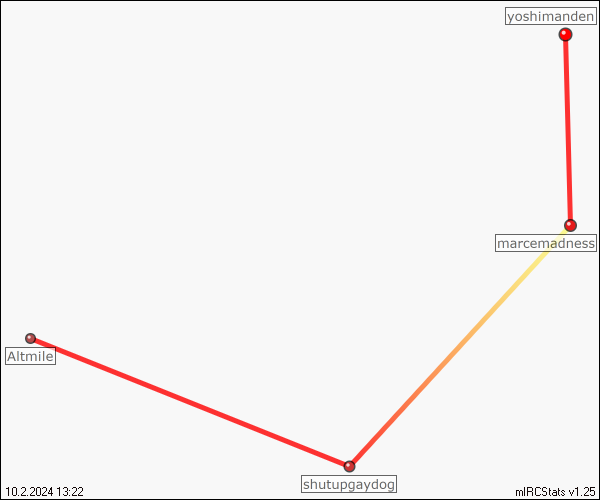 yoshimanden
marcemadness
Altmile
shutupgaydog
10.2.2024 13:22
mIRCStats v1.25